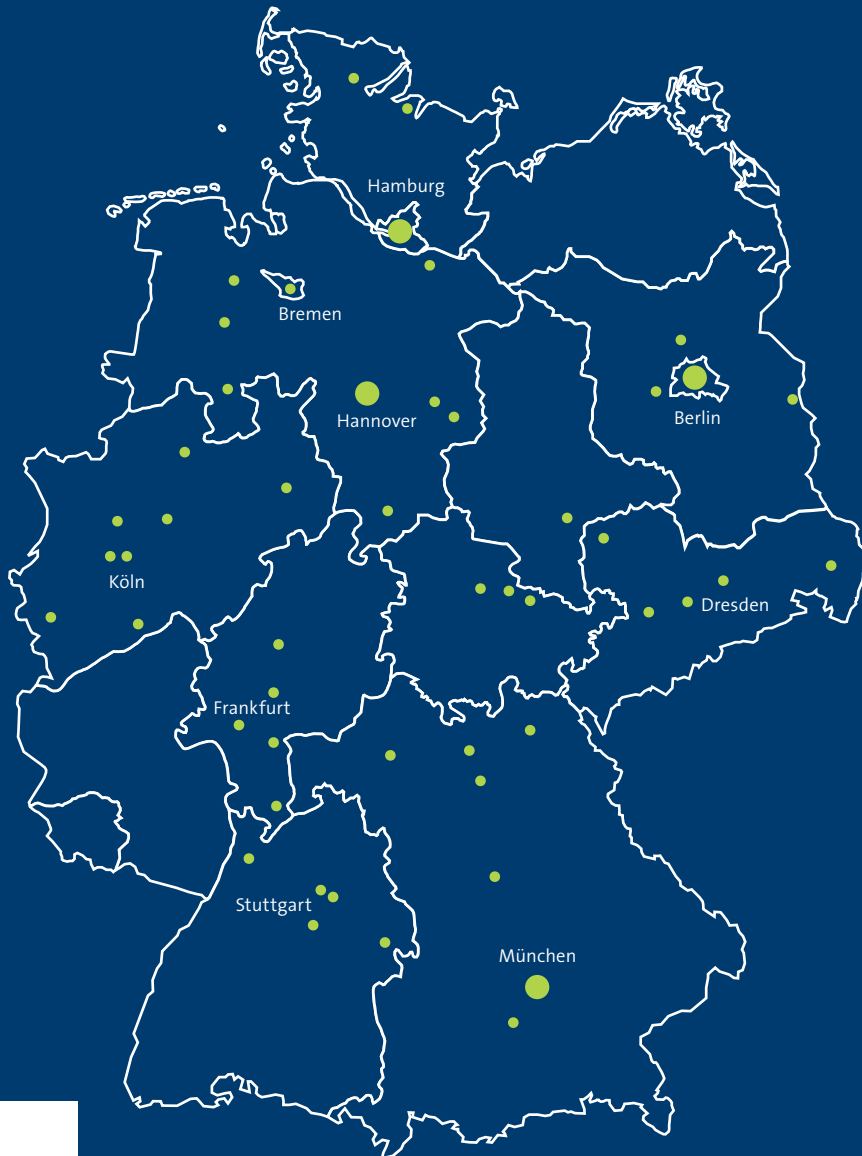 Hamburg
Bremen
Hannover
Berlin
Köln
Dresden
Frankfurt
Stuttgart
München